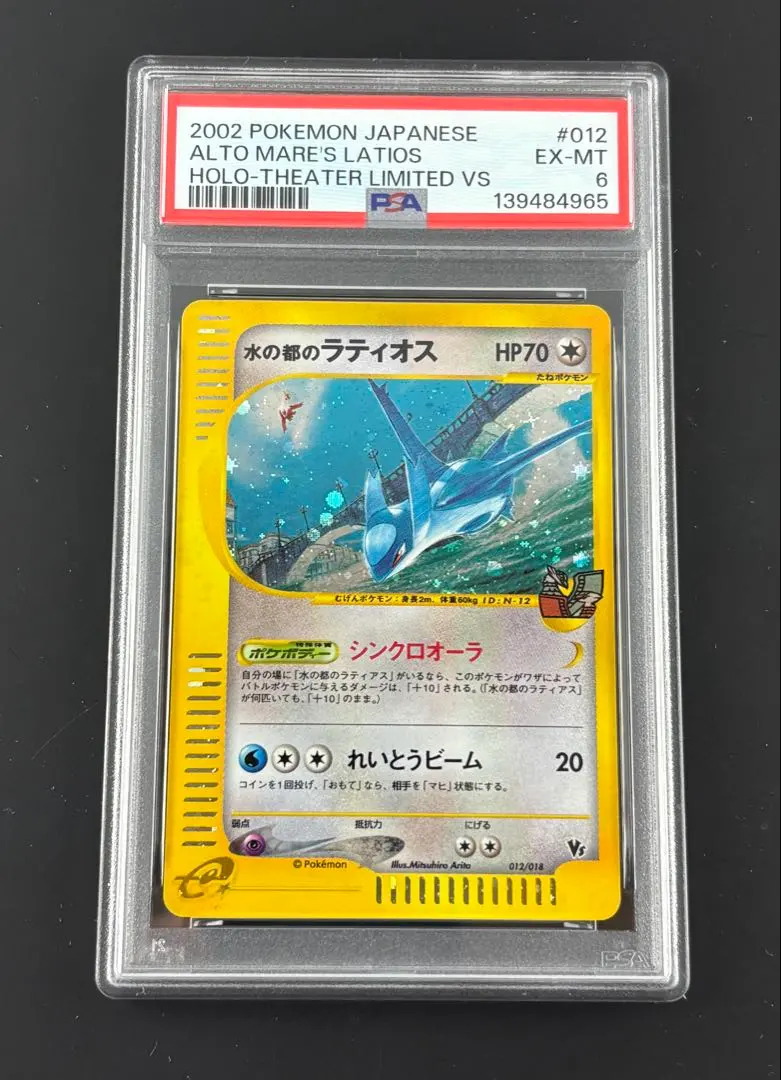 2002 POKEMON JAPANESE #012
ALTO MARE'S LATIOS EX-MT
HOLO-THEATER LIMITED VS 6
PSA 139484965
水の都のラティオス HP70
たねポケモン
むげんポケモン：身長2m、体重60kg ID:N-12
特殊体質
ポケボディー シンクロオーラ
自分の場に「水の都のラティアス」がいるなら、このポケモンがワザによって
バトルポケモンに与えるダメージは、「+10」される。（「水の都のラティアス」
が何匹いても、「+10」のまま。）
れいとうビーム 20
コインを1回投げ、「おもて」なら、相手を「マヒ」状態にする。
弱点 抵抗力 にげる
©Pokémon Illus.Mitsuhiro Arita 012/018 Vs
e
PSA